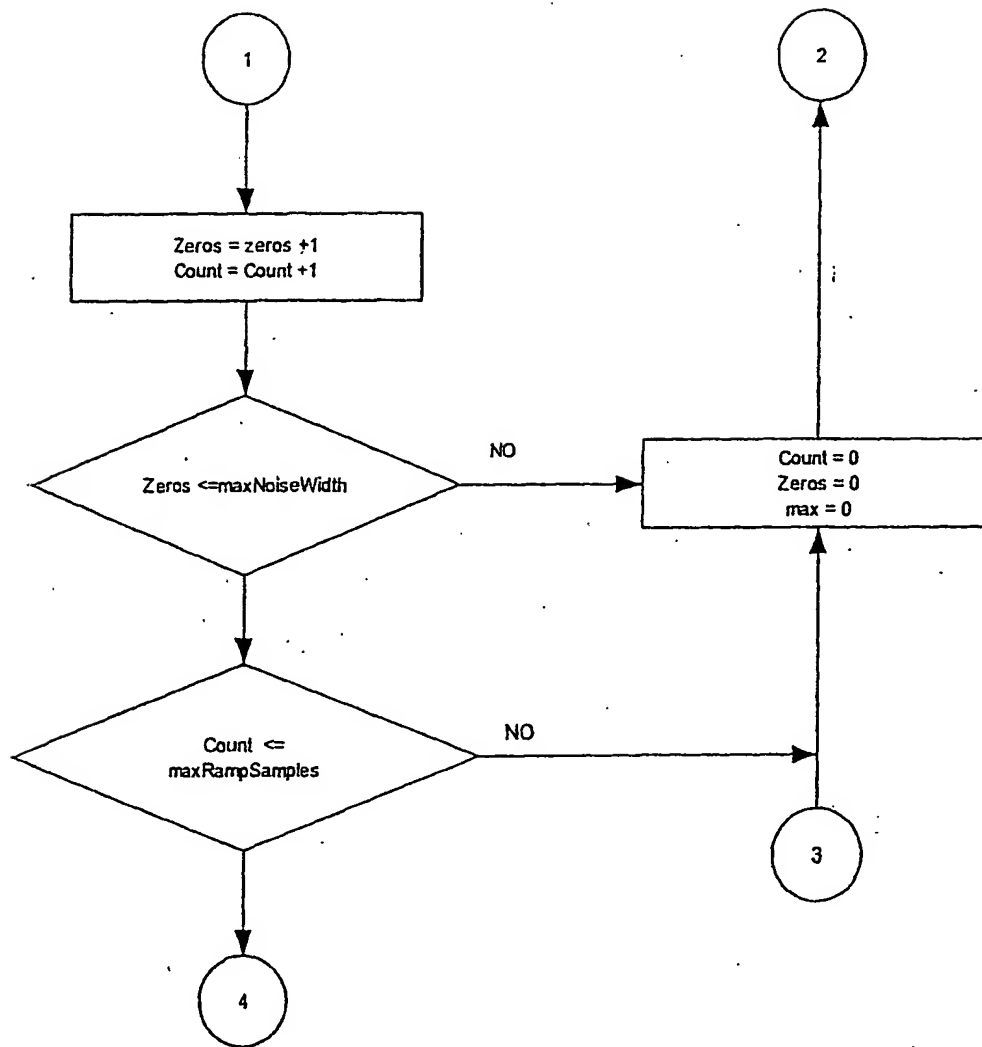 1
2
Zeros = zeros +1
Count = Count +1
NO
Zeros <=maxNoiseWidth
Count = 0
Zeros = 0
max = 0
NO
Count <=
maxRampSamples
3
4